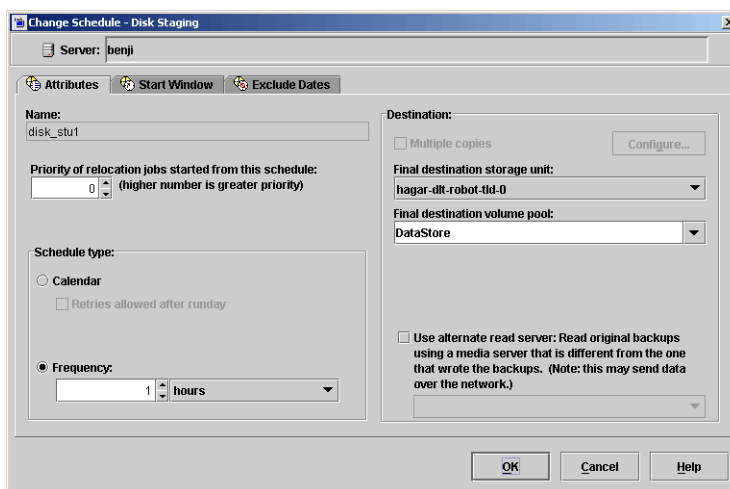 Change Schedule - Disk Staging
Server: benji
Attributes
Start Window
Exclude Dates
Name:
disk_stu1
Priority of relocation jobs started from this schedule:
0 (higher number is greater priority)
Schedule type:
Calendar
Retries allowed after runday
Frequency:
1 hours
Destination:
Multiple copies
Configure...
Final destination storage unit:
hagar-dlt-robot-tld-0
Final destination volume pool:
DataStore
Use alternate read server: Read original backups
using a media server that is different from the one
that wrote the backups. (Note: this may send data
over the network.)
OK
Cancel
Help